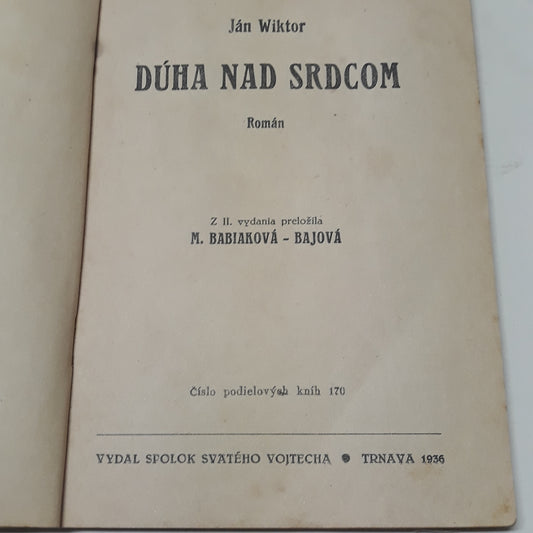 Ján Wiktor
DÚHA NAD SRDCOM
Román
Z II. vydania preložila
M. BABIAKOVÁ - BAJOVÁ
Číslo podielových kníh 170
VYDAL SPOLOK SVATÉHO VOJTECHA ● TRNAVA 1936